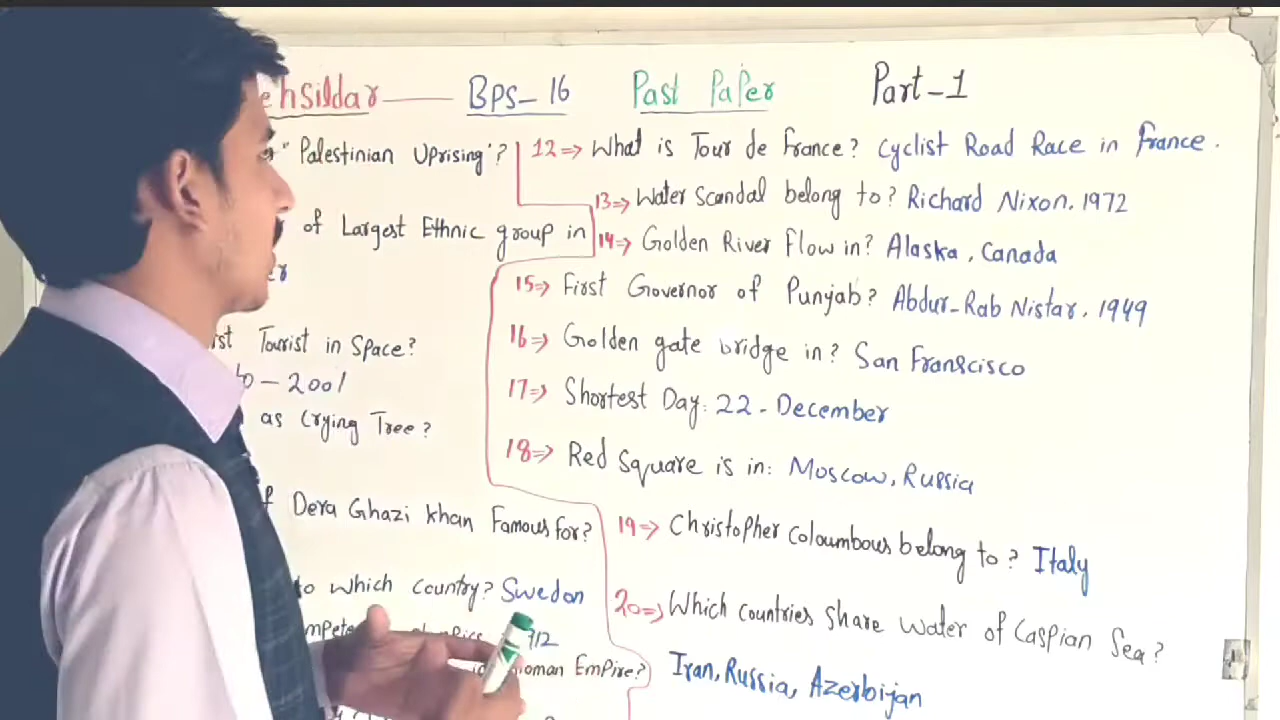 ehsildar — BPS-16 Past Paper Part-1
"Palestinian Uprising"?
of Largest Ethnic group in
er
rst Tourist in Space?
- 2001
as Crying Tree?
f Dera Ghazi Khan Famous for?
to which country? Swedon
712
oman Empire?
12⇒ What is Tour de France? Cyclist Road Race in France.
13⇒ Water Scandal belong to? Richard Nixon. 1972
14⇒ Golden River Flow in? Alaska, Canada
15⇒ First Governor of Punjab? Abdur-Rab Nistar, 1949
16⇒ Golden gate bridge in? San Franscisco
17⇒ Shortest Day: 22-December
18⇒ Red Square is in: Moscow, Russia
19⇒ Christopher Coloumbous belong to? Italy
20⇒ Which countries share water of Caspian Sea?
Iran, Russia, Azerbijan